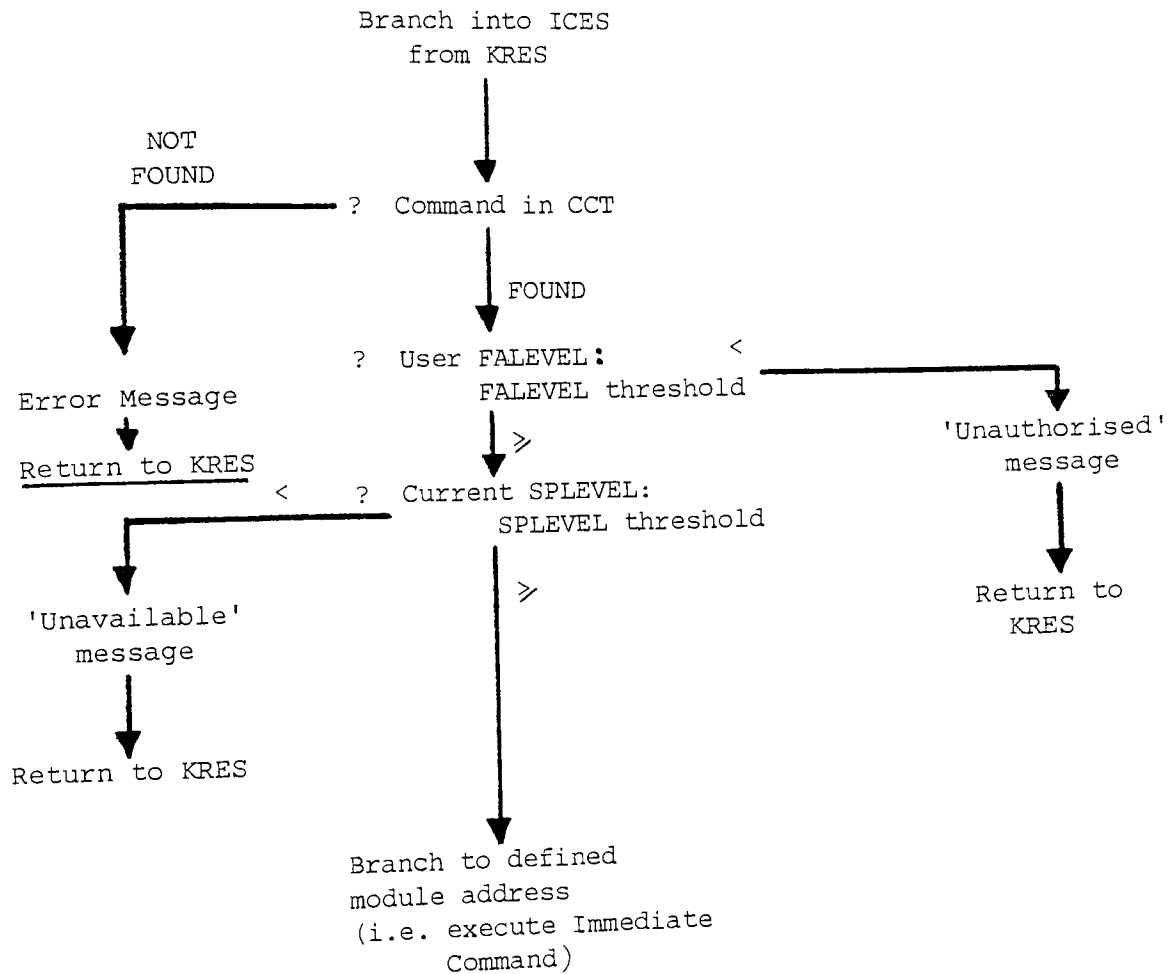 Branch into ICES
from KRES
NOT
FOUND
? Command in CCT
FOUND
? User FALEVEL: <
FALEVEL threshold
Error Message
≥
'Unauthorised'
message
Return to KRES
< ? Current SPLEVEL:
SPLEVEL threshold
≥
'Unavailable'
message
Return to
KRES
Return to KRES
Branch to defined
module address
(i.e. execute Immediate
Command)